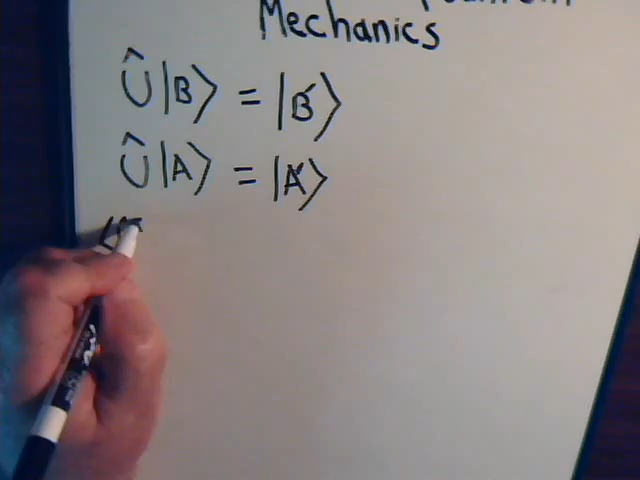 Mechanics
Û|B⟩ = |B′⟩
Û|A⟩ = |A′⟩